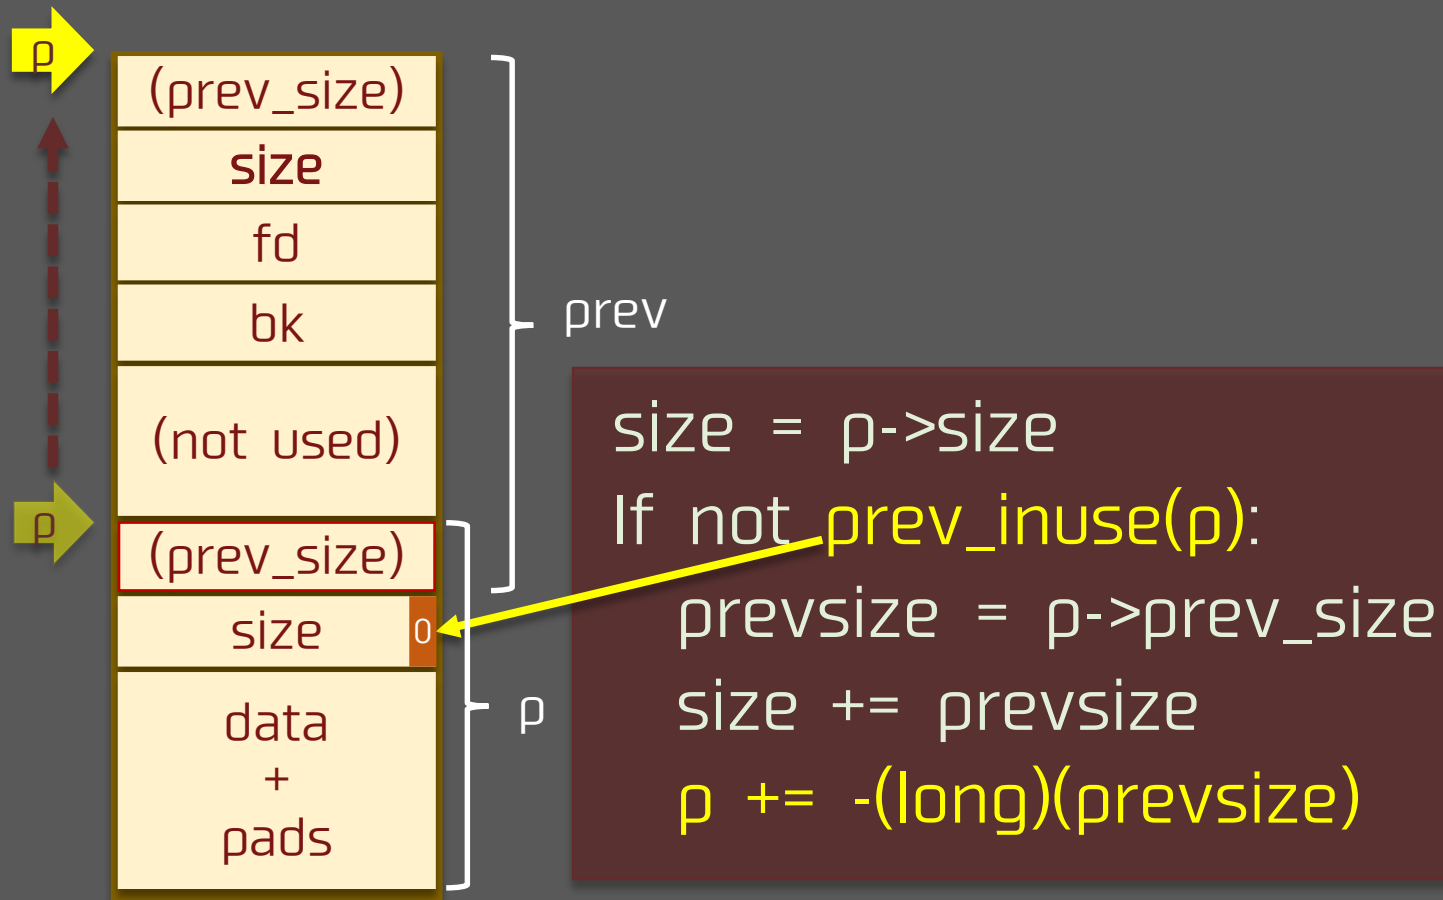 p
(prev_size)
size
fd
bk
(not used)
prev
p
(prev_size)
size
0
data
+
pads
p
size = p->size
If not prev_inuse(p):
prevsize = p->prev_size
size += prevsize
p += -(long)(prevsize)